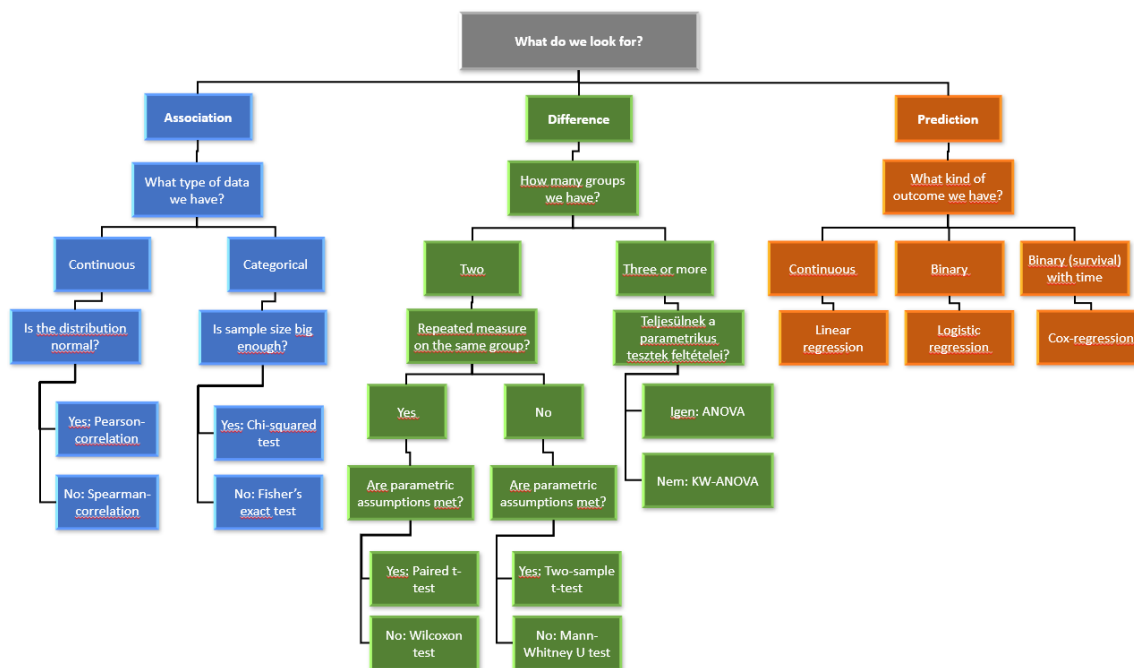 What do we look for?
Association
Difference
Prediction
What type of data
we have?
How many groups
we have?
What kind of
outcome we have?
Continuous
Categorical
Two
Three or more
Continuous
Binary
Binary (survival)
with time
Is the distribution
normal?
Is sample size big
enough?
Repeated measure
on the same group?
Teljesülnek a
parametrikus
tesztek feltételei?
Linear
regression
Logistic
regression
Cox-regression
Yes: Pearson-
correlation
No: Spearman-
correlation
Yes: Chi-squared
test
No: Fisher's
exact test
Yes
No
Igen: ANOVA
Nem: KW-ANOVA
Are parametric
assumptions met?
Are parametric
assumptions met?
Yes: Paired t-
test
No: Wilcoxon
test
Yes: Two-sample
t-test
No: Mann-
Whitney U test